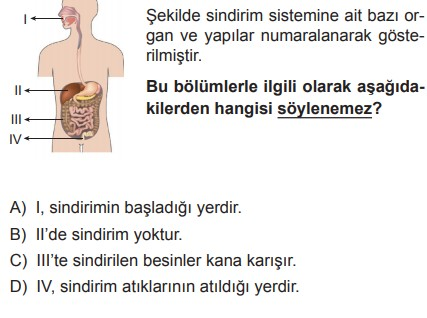 Şekilde sindirim sistemine ait bazı or-
gan ve yapılar numaralanarak göste-
rilmiştir.
Bu bölümlerle ilgili olarak aşağıda-
kilerden hangisi söylenemez?
I
II
III
IV
A) I, sindirimin başladığı yerdir.
B) II’de sindirim yoktur.
C) III’te sindirilen besinler kana karışır.
D) IV, sindirim atıklarının atıldığı yerdir.